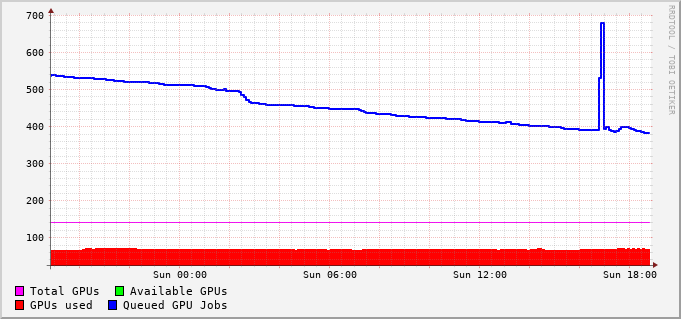 700
600
500
400
300
200
100
Sun 00:00 Sun 06:00 Sun 12:00 Sun 18:00
Total GPUs Available GPUs
GPUs used Queued GPU Jobs
RRDTOOL / TOBI OETIKER